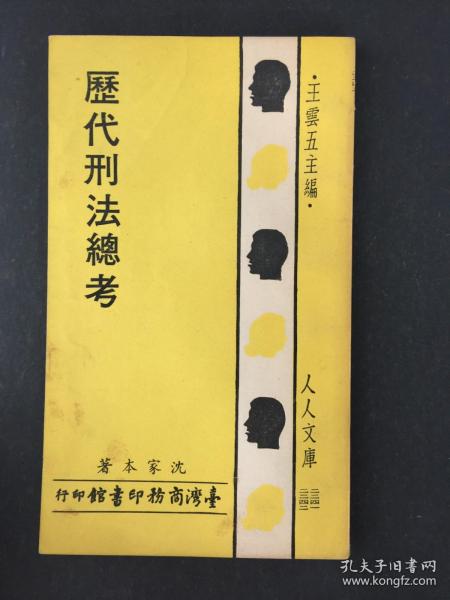 ·王雲五主編·
人人文庫
歷代刑法總考
沈家本著
臺灣商務印書館印行
孔夫子旧书网
www.kongfz.com